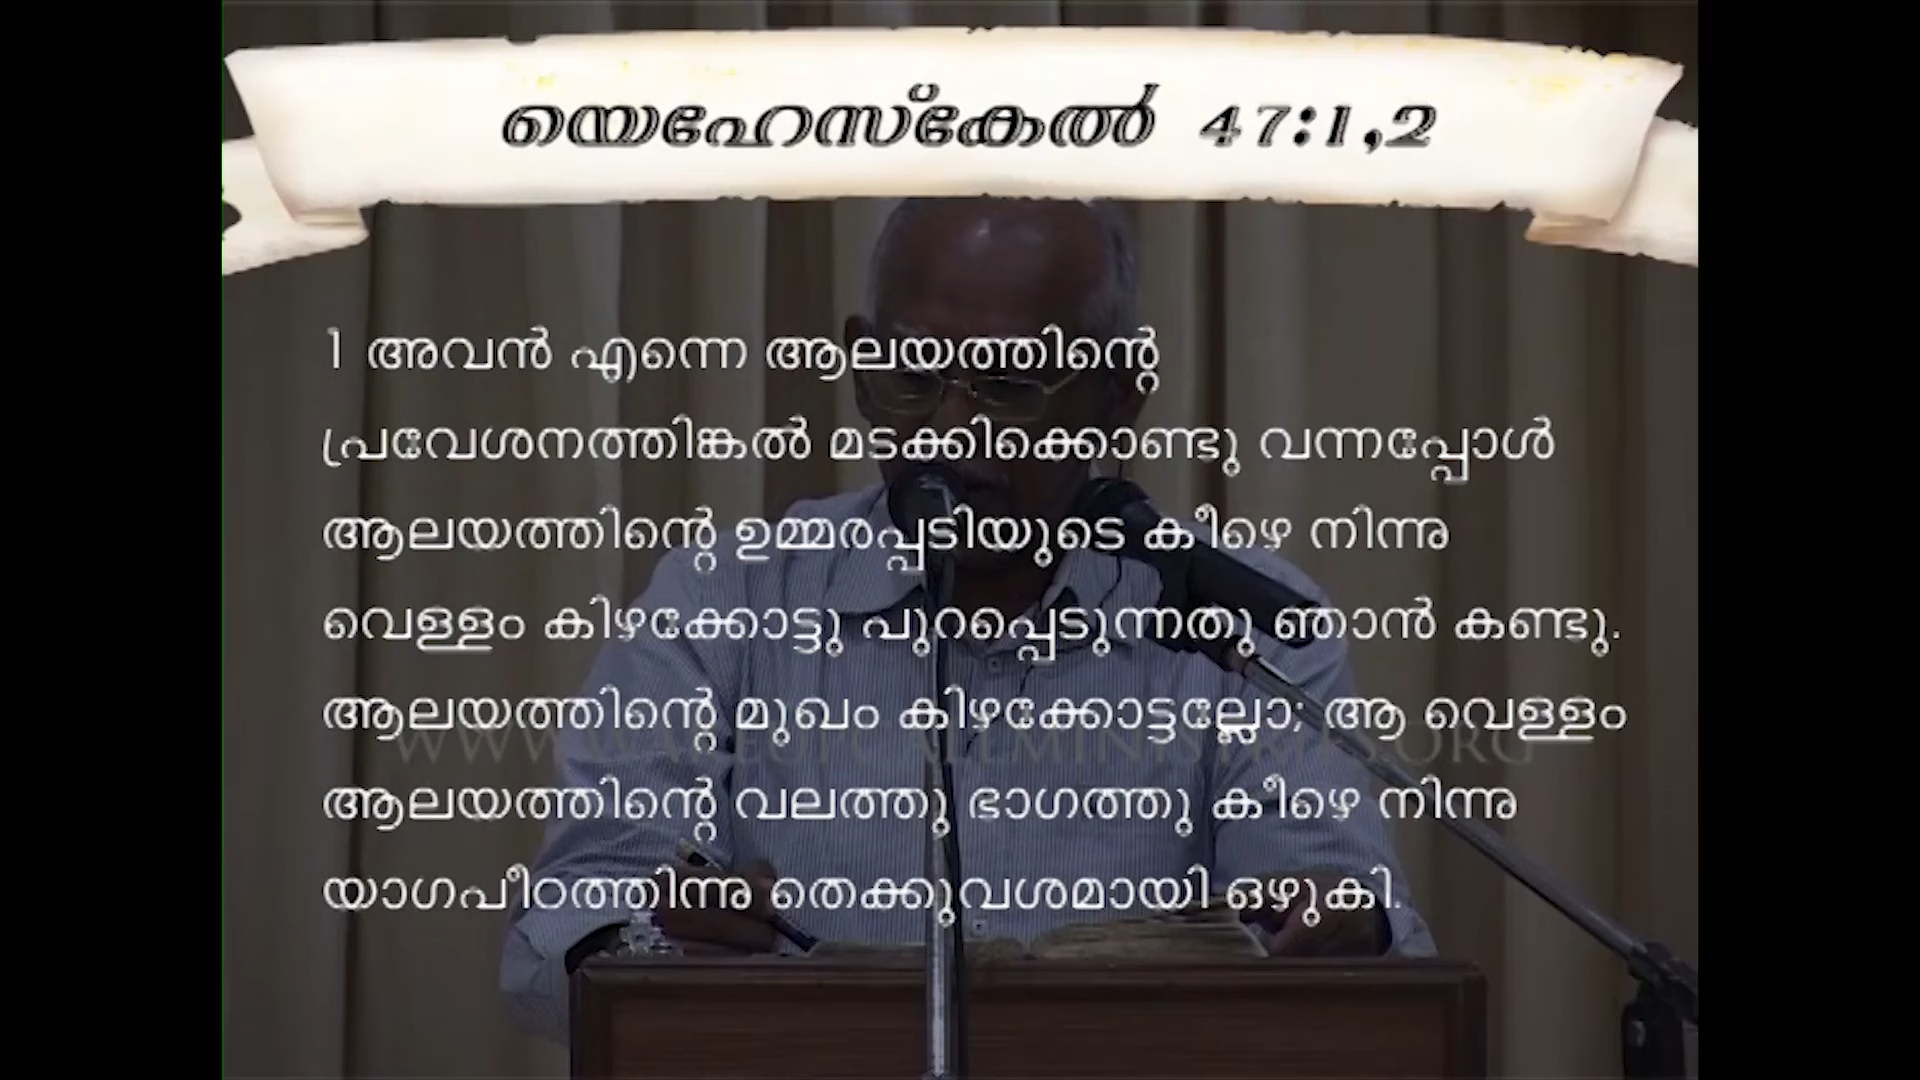 യെഹേസ്കേൽ 47:1,2
1 അവൻ എന്നെ ആലയത്തിന്റെ
പ്രവേശനത്തിങ്കൽ മടക്കിക്കൊണ്ടു വന്നപ്പോൾ
ആലയത്തിന്റെ ഉമ്മരപ്പടിയുടെ കീഴെ നിന്നു
വെള്ളം കിഴക്കോട്ടു പുറപ്പെടുന്നതു ഞാൻ കണ്ടു.
ആലയത്തിന്റെ മുഖം കിഴക്കോട്ടല്ലോ; ആ വെള്ളം
ആലയത്തിന്റെ വലത്തു ഭാഗത്തു കീഴെ നിന്നു
യാഗപീഠത്തിന്നു തെക്കുവശമായി ഒഴുകി.